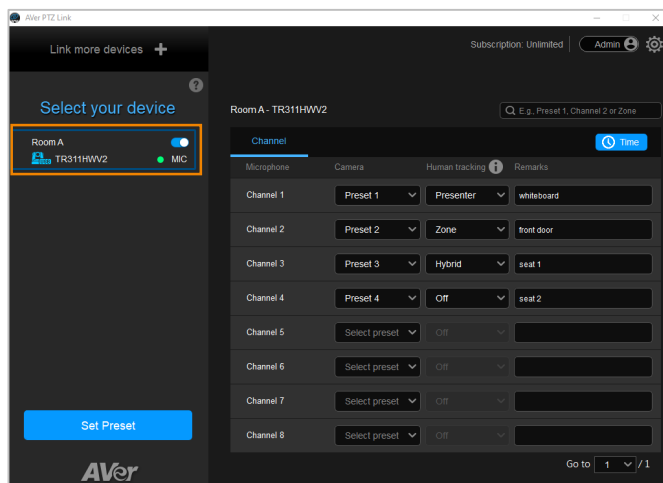 AVer PTZ Link
Link more devices +
Subscription: Unlimited
Admin
?
Select your device
Room A
TR311HWV2
MIC
Room A - TR311HWV2
E.g., Preset 1, Channel 2 or Zone
Channel
Time
Microphone Camera Human tracking i Remarks
Channel 1 Preset 1 Presenter whiteboard
Channel 2 Preset 2 Zone front door
Channel 3 Preset 3 Hybrid seat 1
Channel 4 Preset 4 Off seat 2
Channel 5 Select preset Off
Channel 6 Select preset Off
Channel 7 Select preset Off
Channel 8 Select preset Off
Set Preset
Go to 1 / 1
AVer